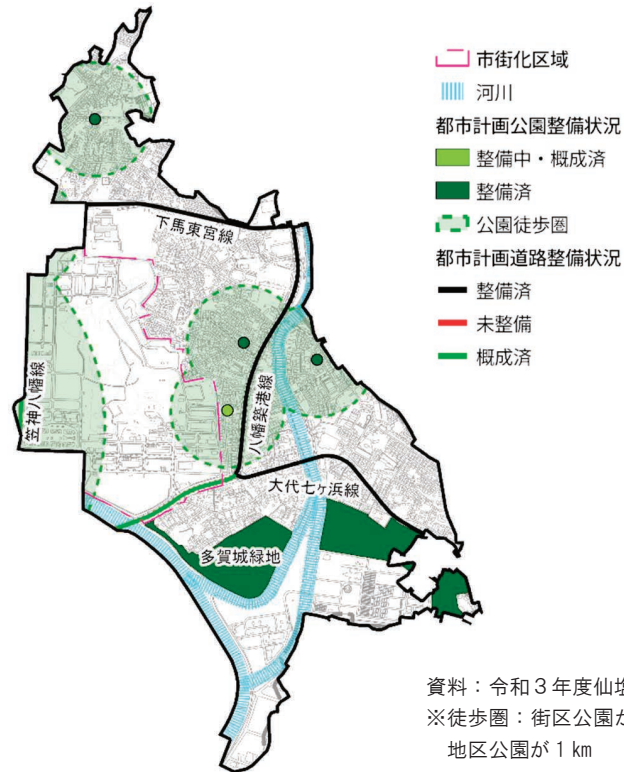 市街化区域
河川
都市計画公園整備状況
整備中・概成済
整備済
公園徒歩圏
都市計画道路整備状況
整備済
未整備
概成済
下馬東宮線
笠神八幡線
八幡築港線
大代七ヶ浜線
多賀城緑地
資料：令和３年度仙塩
※徒歩圏：街区公園が
地区公園が１km